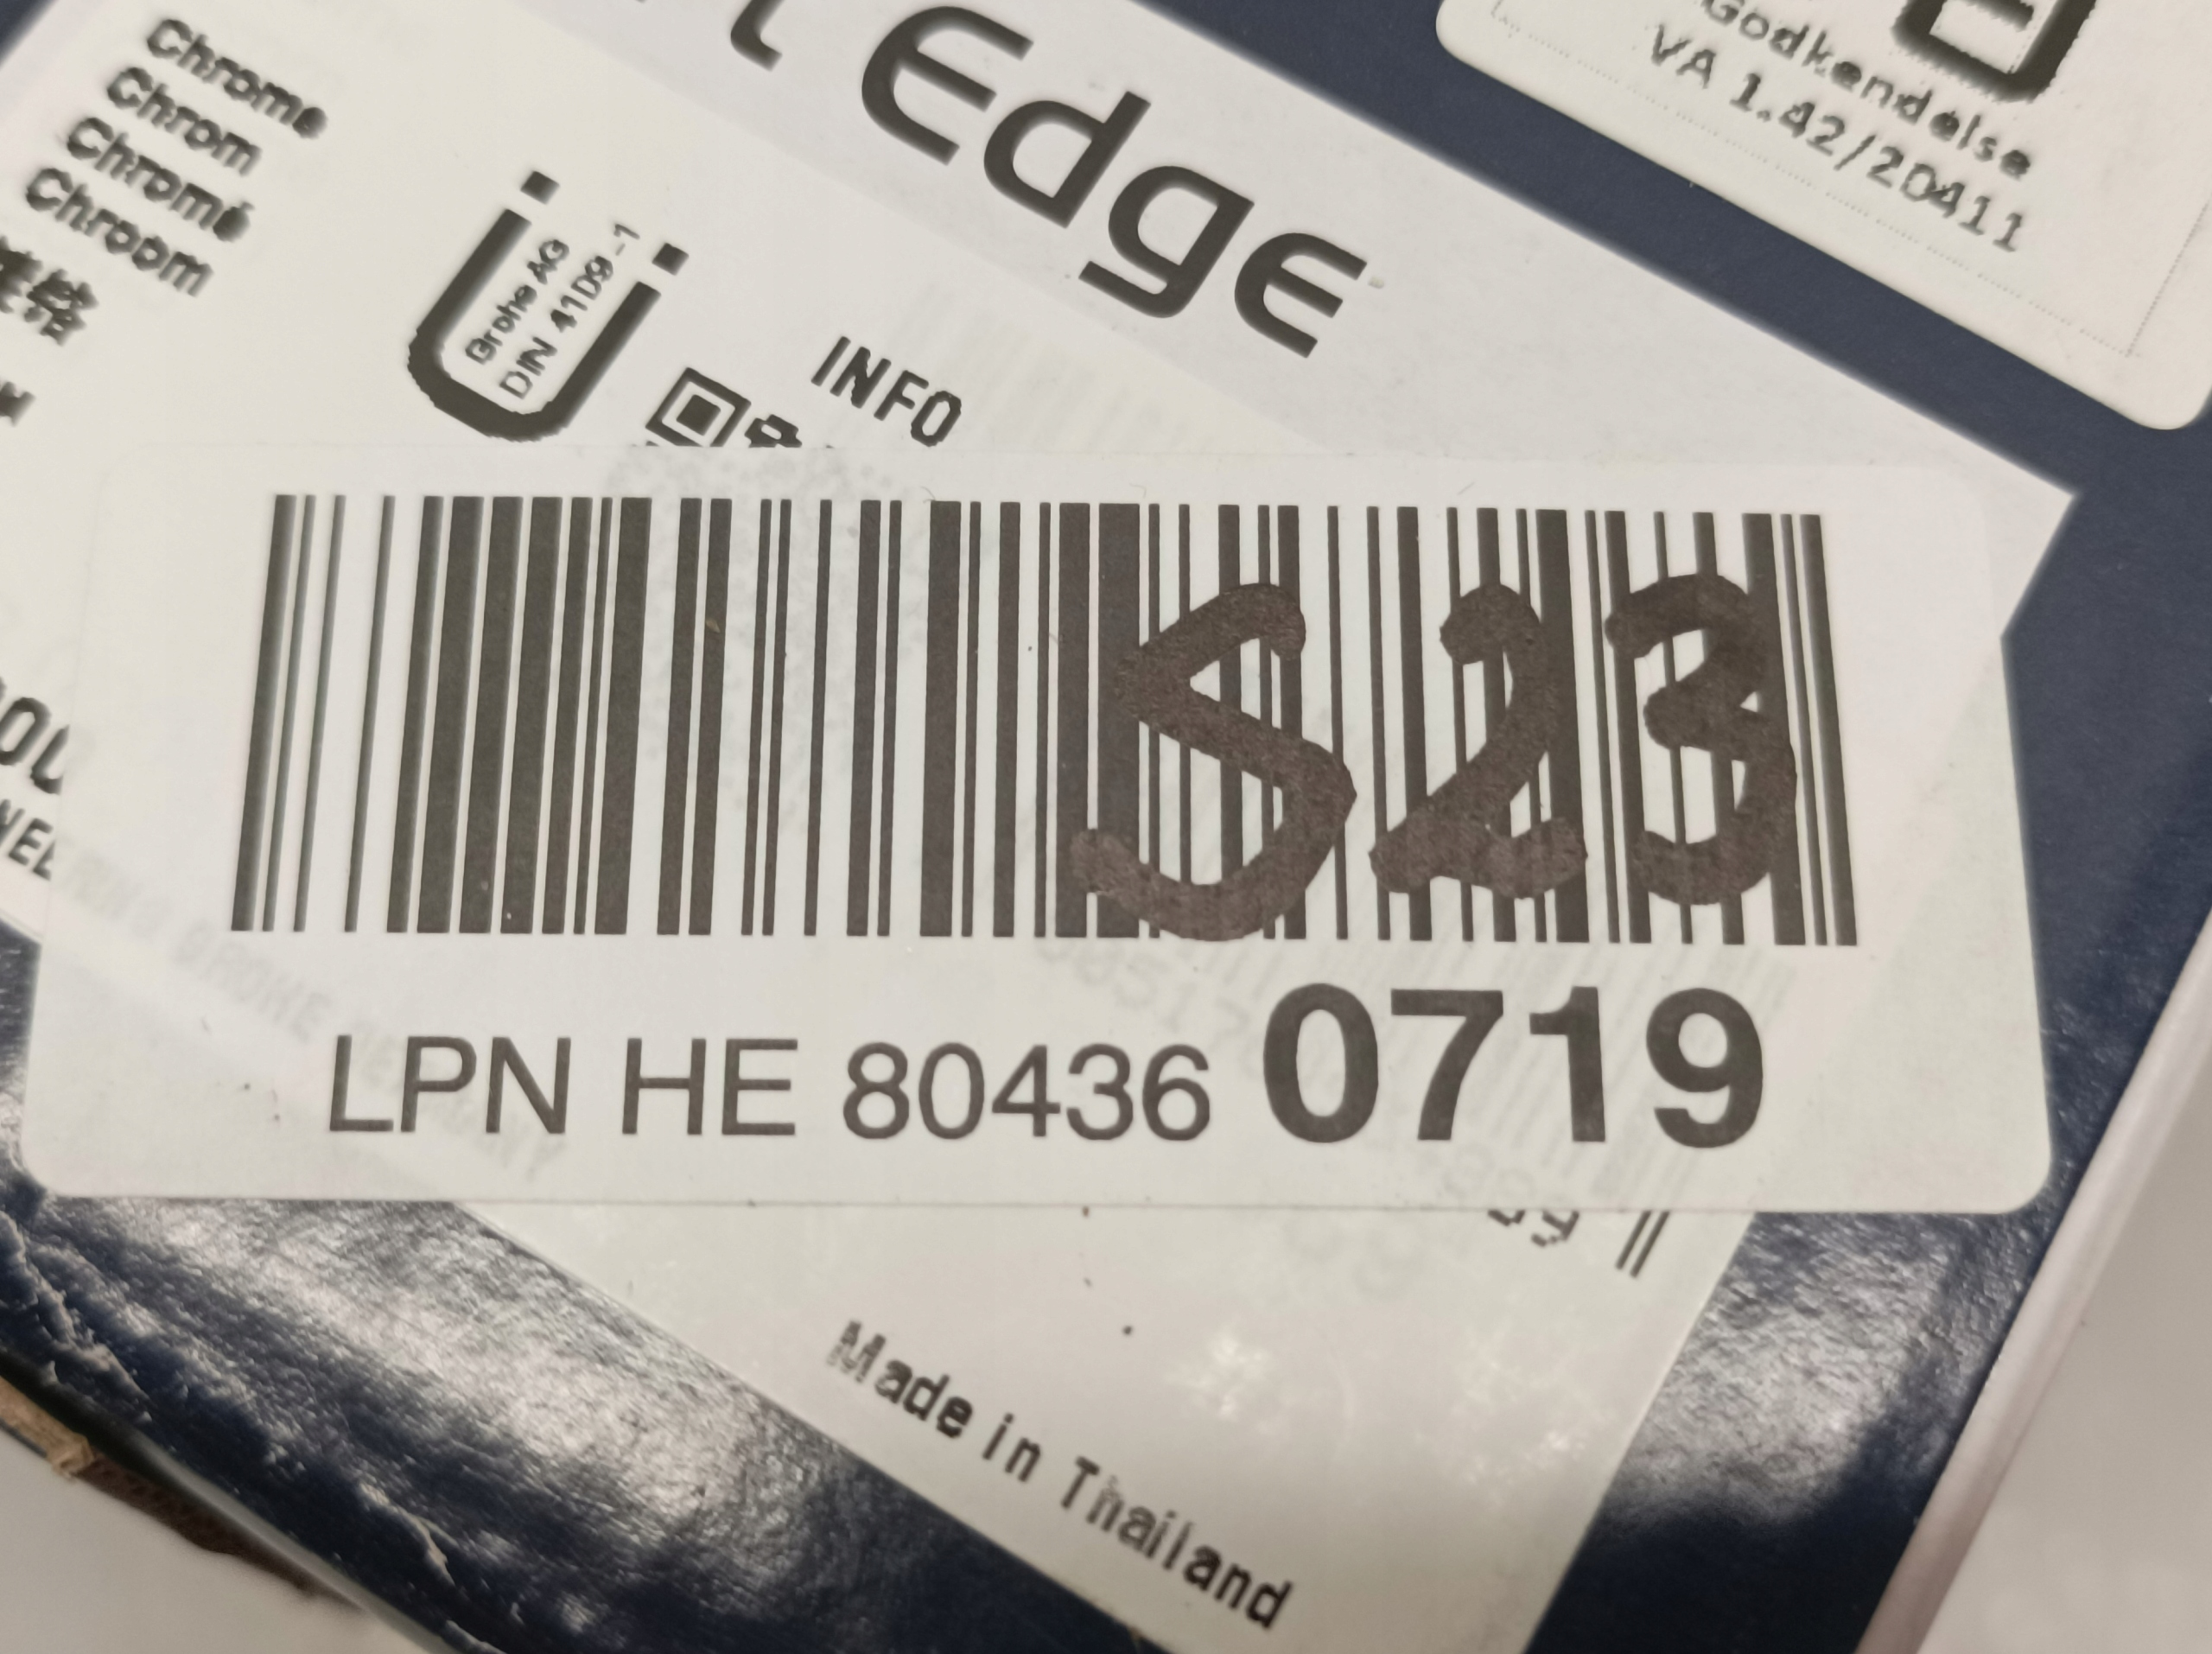 Edge
Godkendelse
VA 1.42/20411
Chrome
Chrom
Chromé
Chroom
Grohe AG
DIN 4109-1
INFO
S23
LPN HE 80436 0719
Made in Thailand